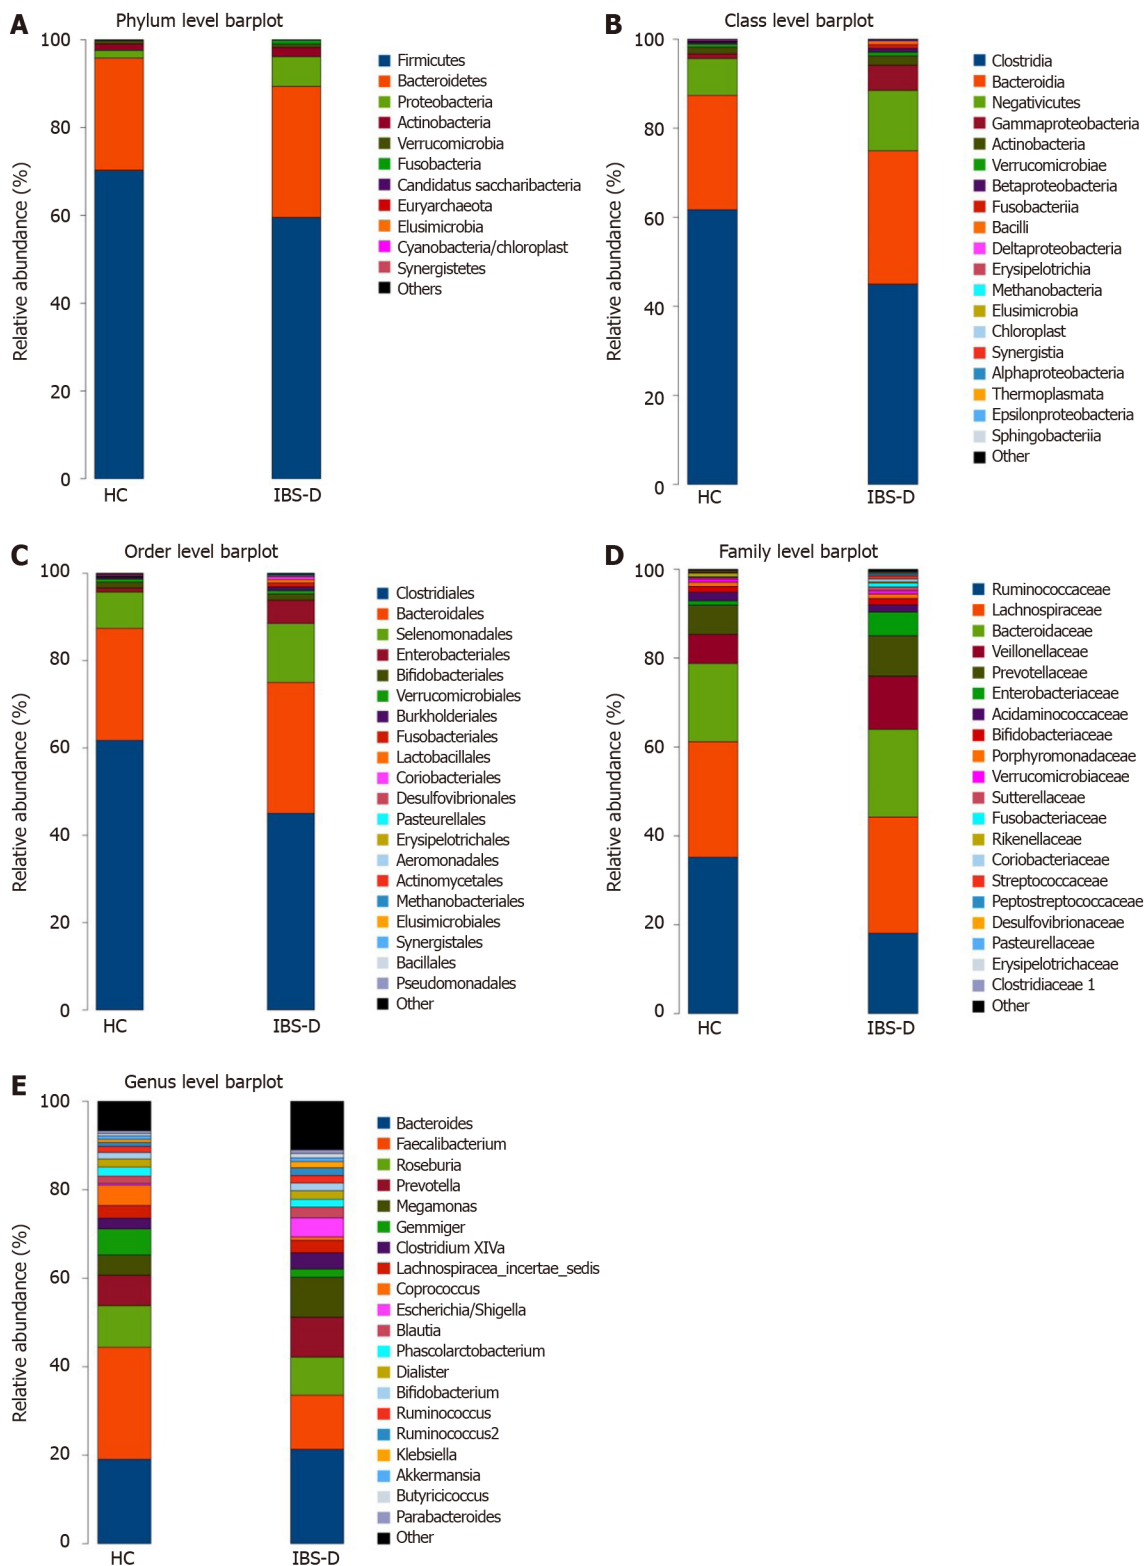 A Phylum level barplot
100
80
60
40
20
0
Relative abundance (%)
HC IBS-D
Firmicutes
Bacteroidetes
Proteobacteria
Actinobacteria
Verrucomicrobia
Fusobacteria
Candidatus saccharibacteria
Euryarchaeota
Elusimicrobia
Cyanobacteria/chloroplast
Synergistetes
Others
B Class level barplot
100
80
60
40
20
0
Relative abundance (%)
HC IBS-D
Clostridia
Bacteroidia
Negativicutes
Gammaproteobacteria
Actinobacteria
Verrucomicrobiae
Betaproteobacteria
Fusobacteriia
Bacilli
Deltaproteobacteria
Erysipelotrichia
Methanobacteria
Elusimicrobia
Chloroplast
Synergistia
Alphaproteobacteria
Thermoplasmata
Epsilonproteobacteria
Sphingobacteriia
Other
C Order level barplot
100
80
60
40
20
0
Relative abundance (%)
HC IBS-D
Clostridiales
Bacteroidales
Selenomonadales
Enterobacteriales
Bifidobacteriales
Verrucomicrobiales
Burkholderiales
Fusobacteriales
Lactobacillales
Coriobacteriales
Desulfovibrionales
Pasteurellales
Erysipelotrichales
Aeromonadales
Actinomycetales
Methanobacteriales
Elusimicrobiales
Synergistales
Bacillales
Pseudomonadales
Other
D Family level barplot
100
80
60
40
20
0
Relative abundance (%)
HC IBS-D
Ruminococcaceae
Lachnospiraceae
Bacteroidaceae
Veillonellaceae
Prevotellaceae
Enterobacteriaceae
Acidaminococcaceae
Bifidobacteriaceae
Porphyromonadaceae
Verrucomicrobiaceae
Sutterellaceae
Fusobacteriaceae
Rikenellaceae
Coriobacteriaceae
Streptococcaceae
Peptostreptococcaceae
Desulfovibrionaceae
Pasteurellaceae
Erysipelotrichaceae
Clostridiaceae 1
Other
E Genus level barplot
100
80
60
40
20
0
Relative abundance (%)
HC IBS-D
Bacteroides
Faecalibacterium
Roseburia
Prevotella
Megamonas
Gemmiger
Clostridium XIVa
Lachnospiracea_incertae_sedis
Coprococcus
Escherichia/Shigella
Blautia
Phascolarctobacterium
Dialister
Bifidobacterium
Ruminococcus
Ruminococcus2
Klebsiella
Akkermansia
Butyricicoccus
Parabacteroides
Other